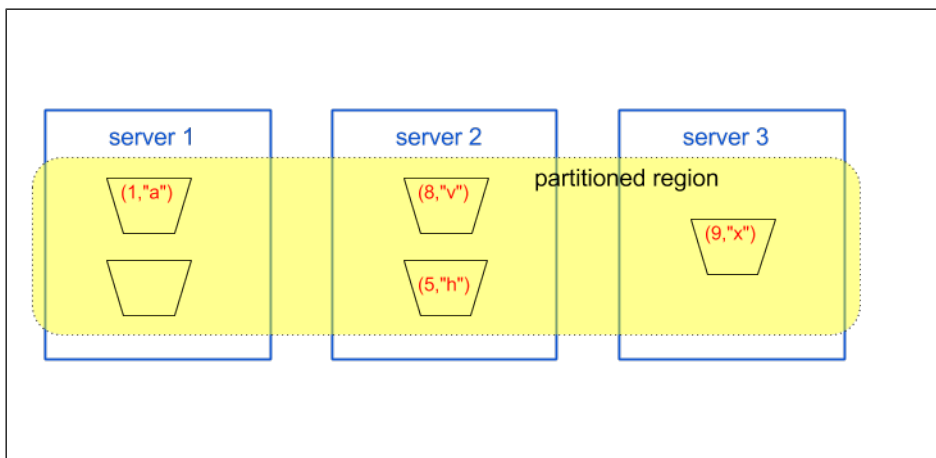 server 1
server 2
server 3
partitioned region
(1,"a")
(8,"v")
(9,"x")
(5,"h")